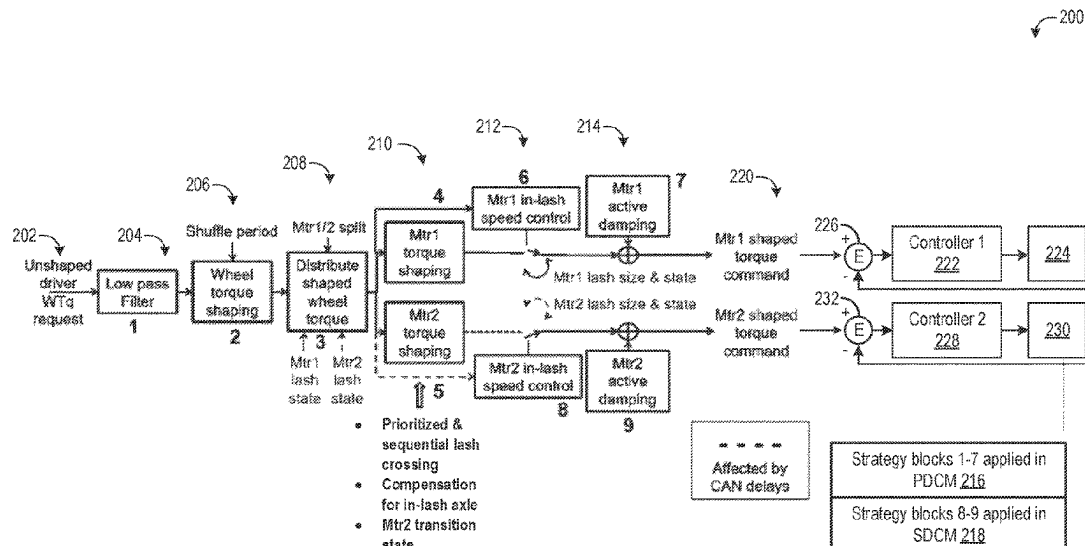 200
212
214
210
208
220
206
204
202
6
7
4
Mtr1 in-lash
speed control
Mtr1
active
damping
Shuffle period
Mtr1/2 split
Unshaped
driver
WTq
request
Low pass
Filter
1
Wheel
torque
shaping
2
Distribute
shaped
wheel
torque
3
Mtr1
torque
shaping
Mtr1 lash size & state
Mtr1 shaped
torque
command
226
+
E
-
Controller 1
222
224
Mtr2 lash size & state
Mtr2
torque
shaping
Mtr2 shaped
torque
command
232
+
E
-
Controller 2
228
230
Mtr1
lash
state
Mtr2
lash
state
5
Mtr2 in-lash
speed control
8
Mtr2
active
damping
9
• Prioritized &
sequential lash
crossing
• Compensation
for in-lash axle
• Mtr2 transition
state
Affected by
CAN delays
Strategy blocks 1-7 applied in
PDCM 216
Strategy blocks 8-9 applied in
SDCM 218